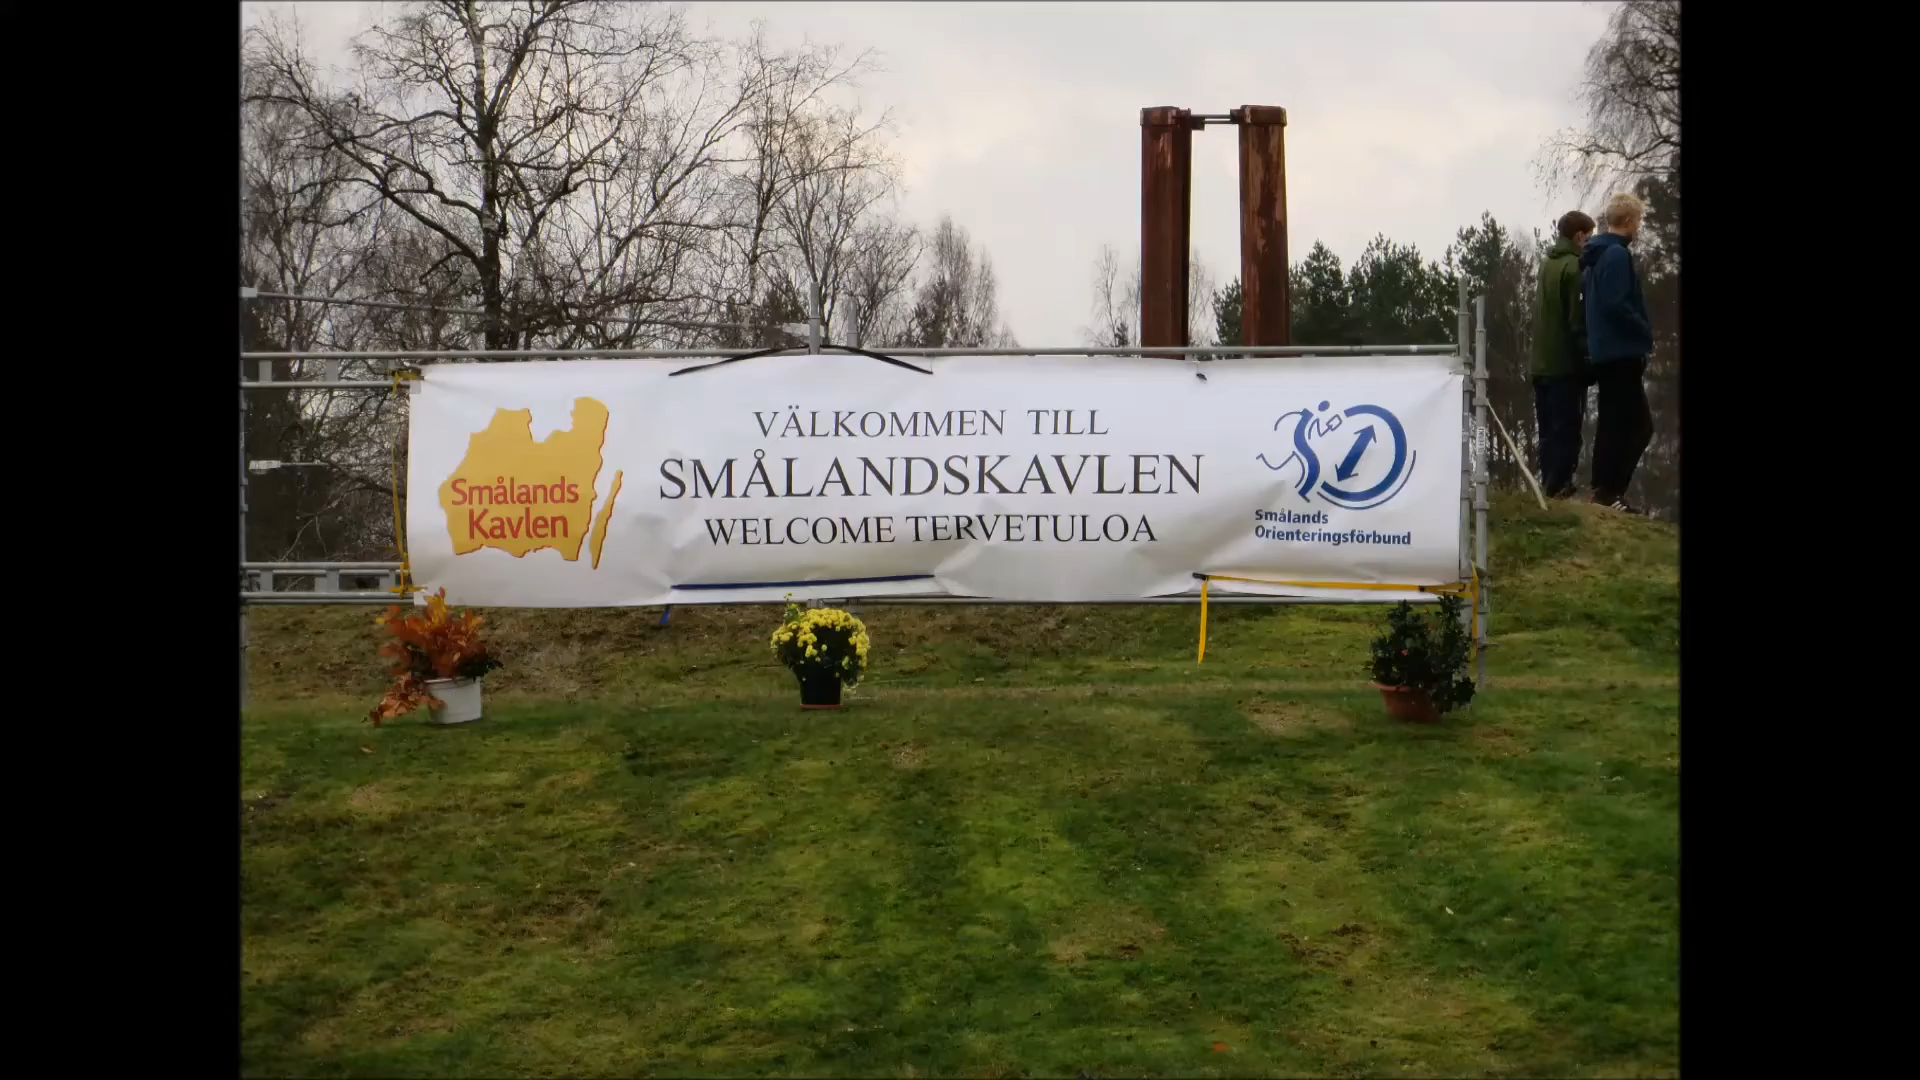 Smålands
Kavlen
VÄLKOMMEN TILL
SMÅLANDSKAVLEN
WELCOME TERVETULOA
Smålands
Orienteringsförbund